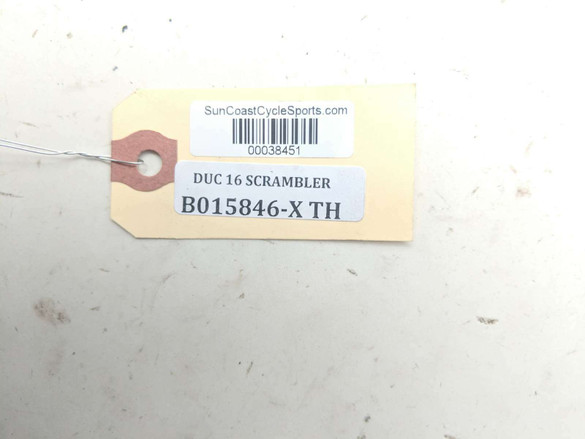 SunCoastCycleSports.com
00038451
DUC 16 SCRAMBLER
B015846-X TH